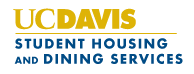 UCDAVIS
STUDENT HOUSING
AND DINING SERVICES